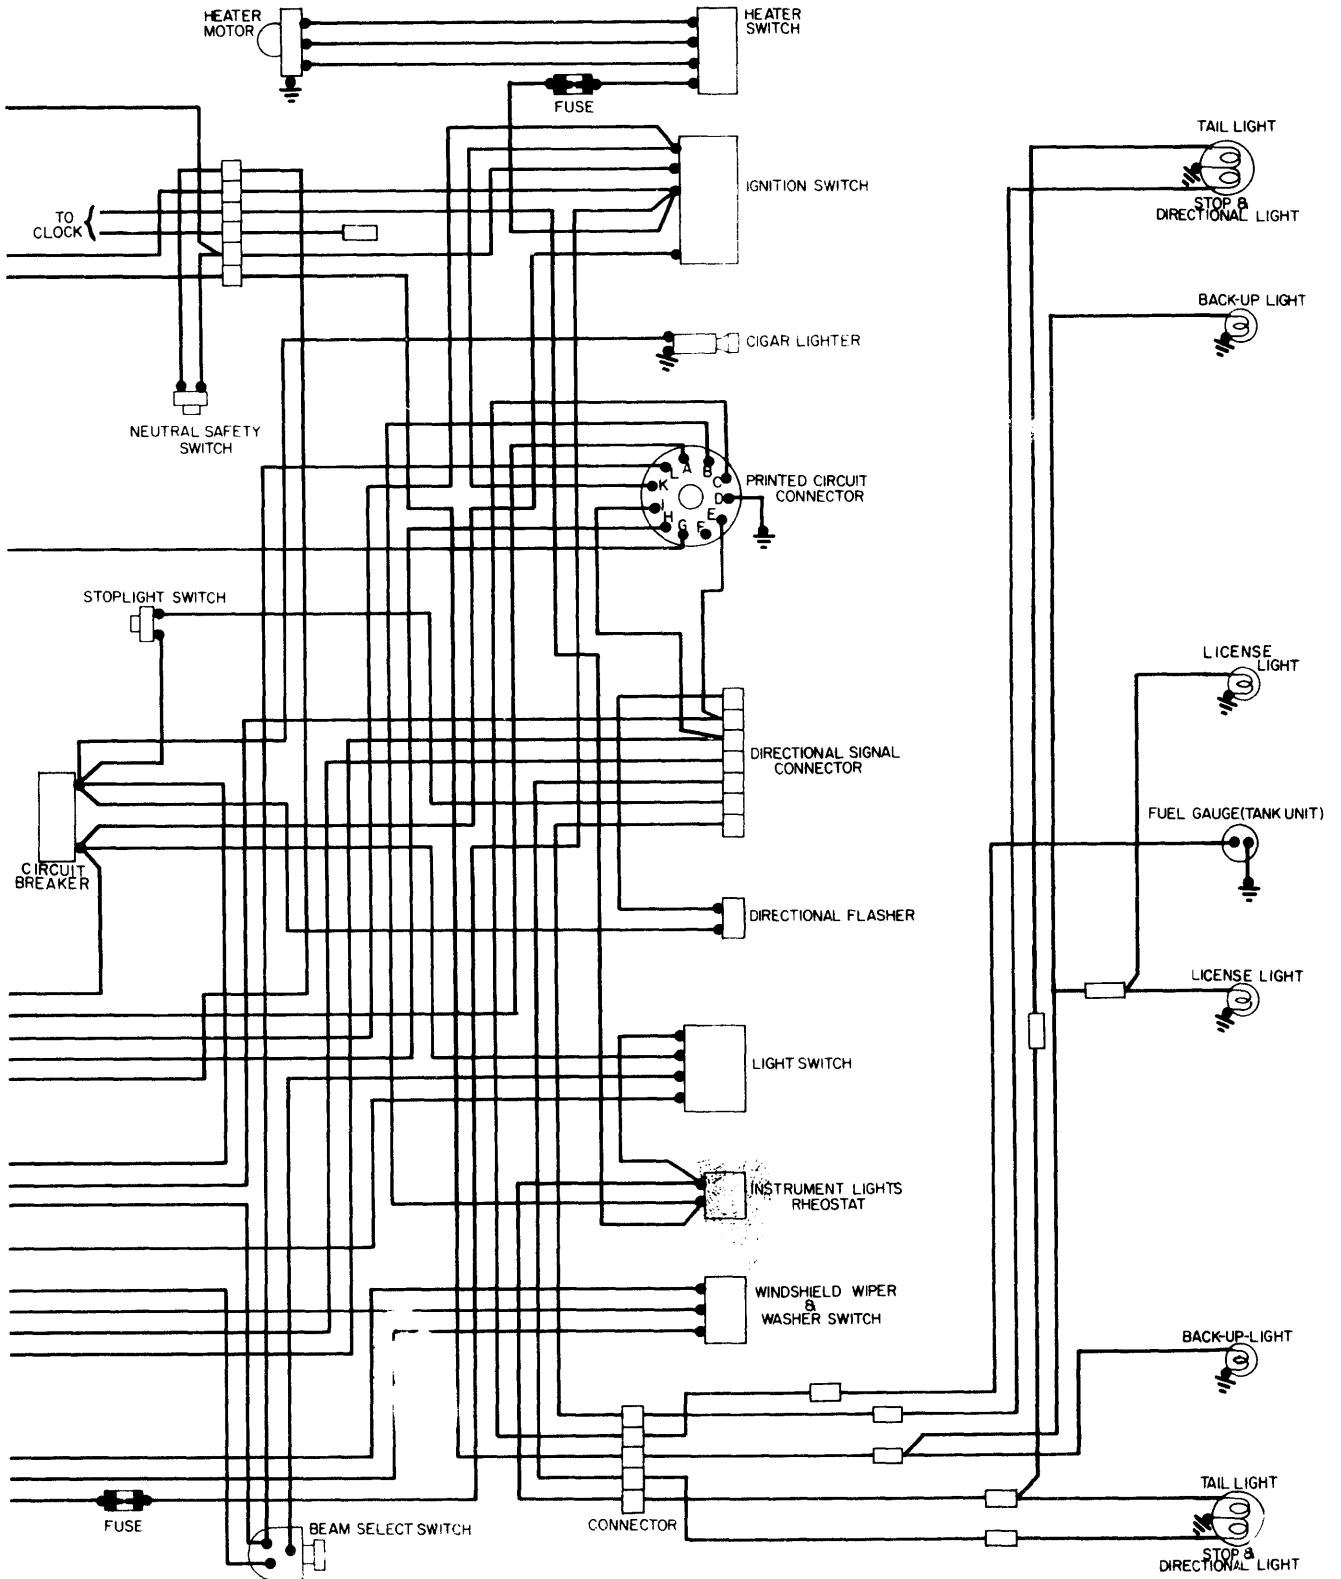 HEATER
MOTOR
HEATER
SWITCH
FUSE
TAIL LIGHT
IGNITION SWITCH
STOP &
DIRECTIONAL LIGHT
TO
CLOCK
BACK-UP LIGHT
CIGAR LIGHTER
NEUTRAL SAFETY
SWITCH
L A B
K C
D
I E
H G F
PRINTED CIRCUIT
CONNECTOR
STOPLIGHT SWITCH
LICENSE
LIGHT
DIRECTIONAL SIGNAL
CONNECTOR
FUEL GAUGE(TANK UNIT)
CIRCUIT
BREAKER
DIRECTIONAL FLASHER
LICENSE LIGHT
LIGHT SWITCH
INSTRUMENT LIGHTS
RHEOSTAT
WINDSHIELD WIPER
&
WASHER SWITCH
BACK-UP-LIGHT
TAIL LIGHT
FUSE
BEAM SELECT SWITCH
CONNECTOR
STOP &
DIRECTIONAL LIGHT